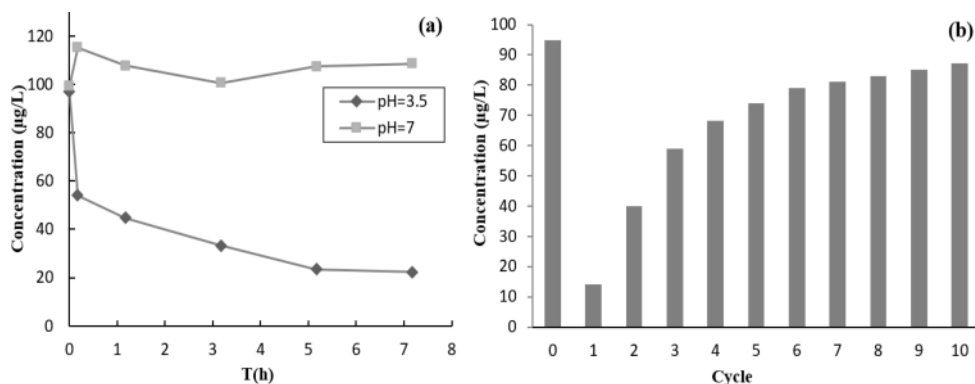 (a)
Concentration (µg/L)
120
100
80
60
40
20
0
pH=3.5
pH=7
0 1 2 3 4 5 6 7 8
T(h)
(b)
Concentration (µg/L)
100
90
80
70
60
50
40
30
20
10
0
0 1 2 3 4 5 6 7 8 9 10
Cycle